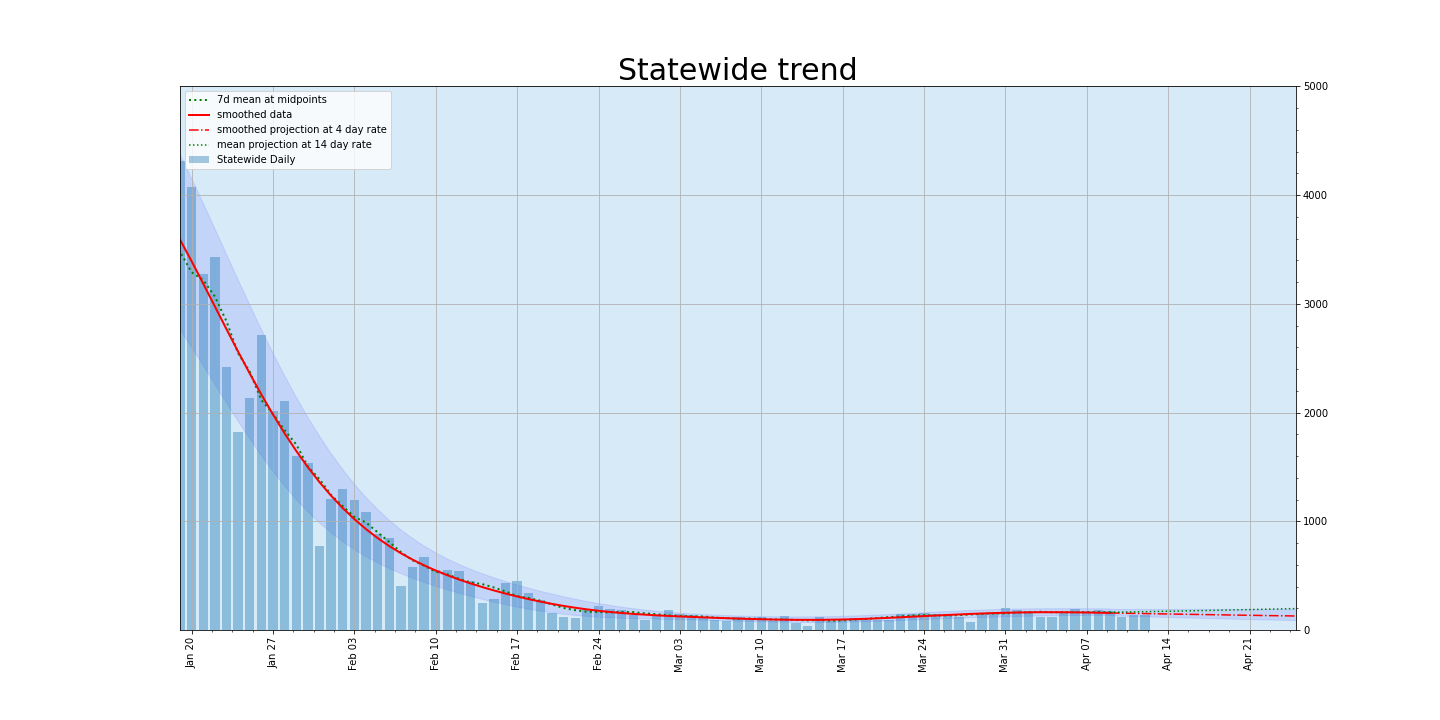 Statewide trend
7d mean at midpoints
smoothed data
smoothed projection at 4 day rate
mean projection at 14 day rate
Statewide Daily
5000
4000
3000
2000
1000
0
Jan 20
Jan 27
Feb 03
Feb 10
Feb 17
Feb 24
Mar 03
Mar 10
Mar 17
Mar 24
Mar 31
Apr 07
Apr 14
Apr 21